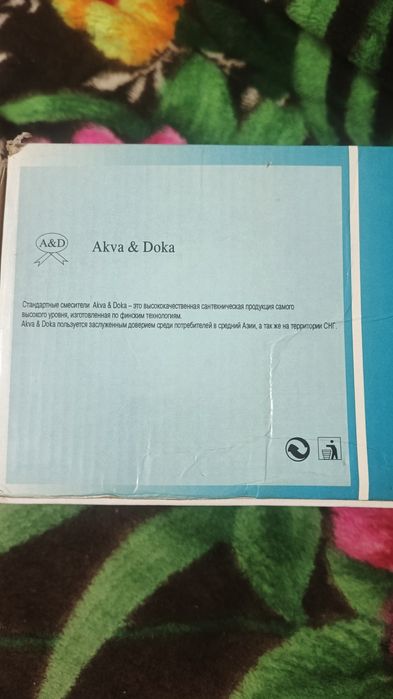 A&D
Akva & Doka
Стандартные смесители Akva & Doka – это высококачественная сантехническая продукция самого
высокого уровня, изготовленная по финским технологиям.
Akva & Doka пользуется заслуженным доверием среди потребителей в средний Азии, а так же на территории СНГ.